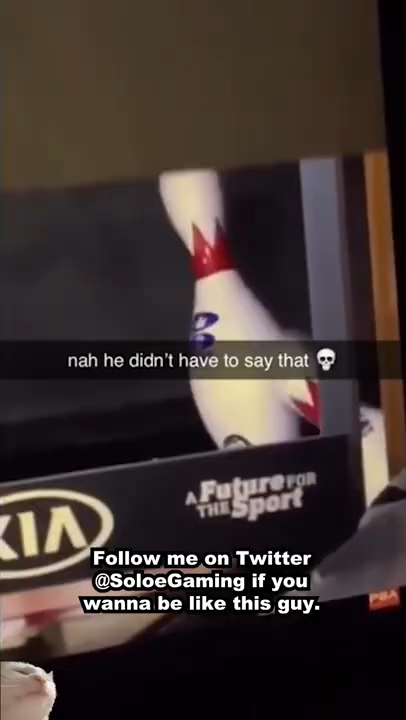 nah he didn't have to say that 💀
KIA
A Future FOR
THE Sport
Follow me on Twitter
@SoloeGaming if you
wanna be like this guy.
PBA